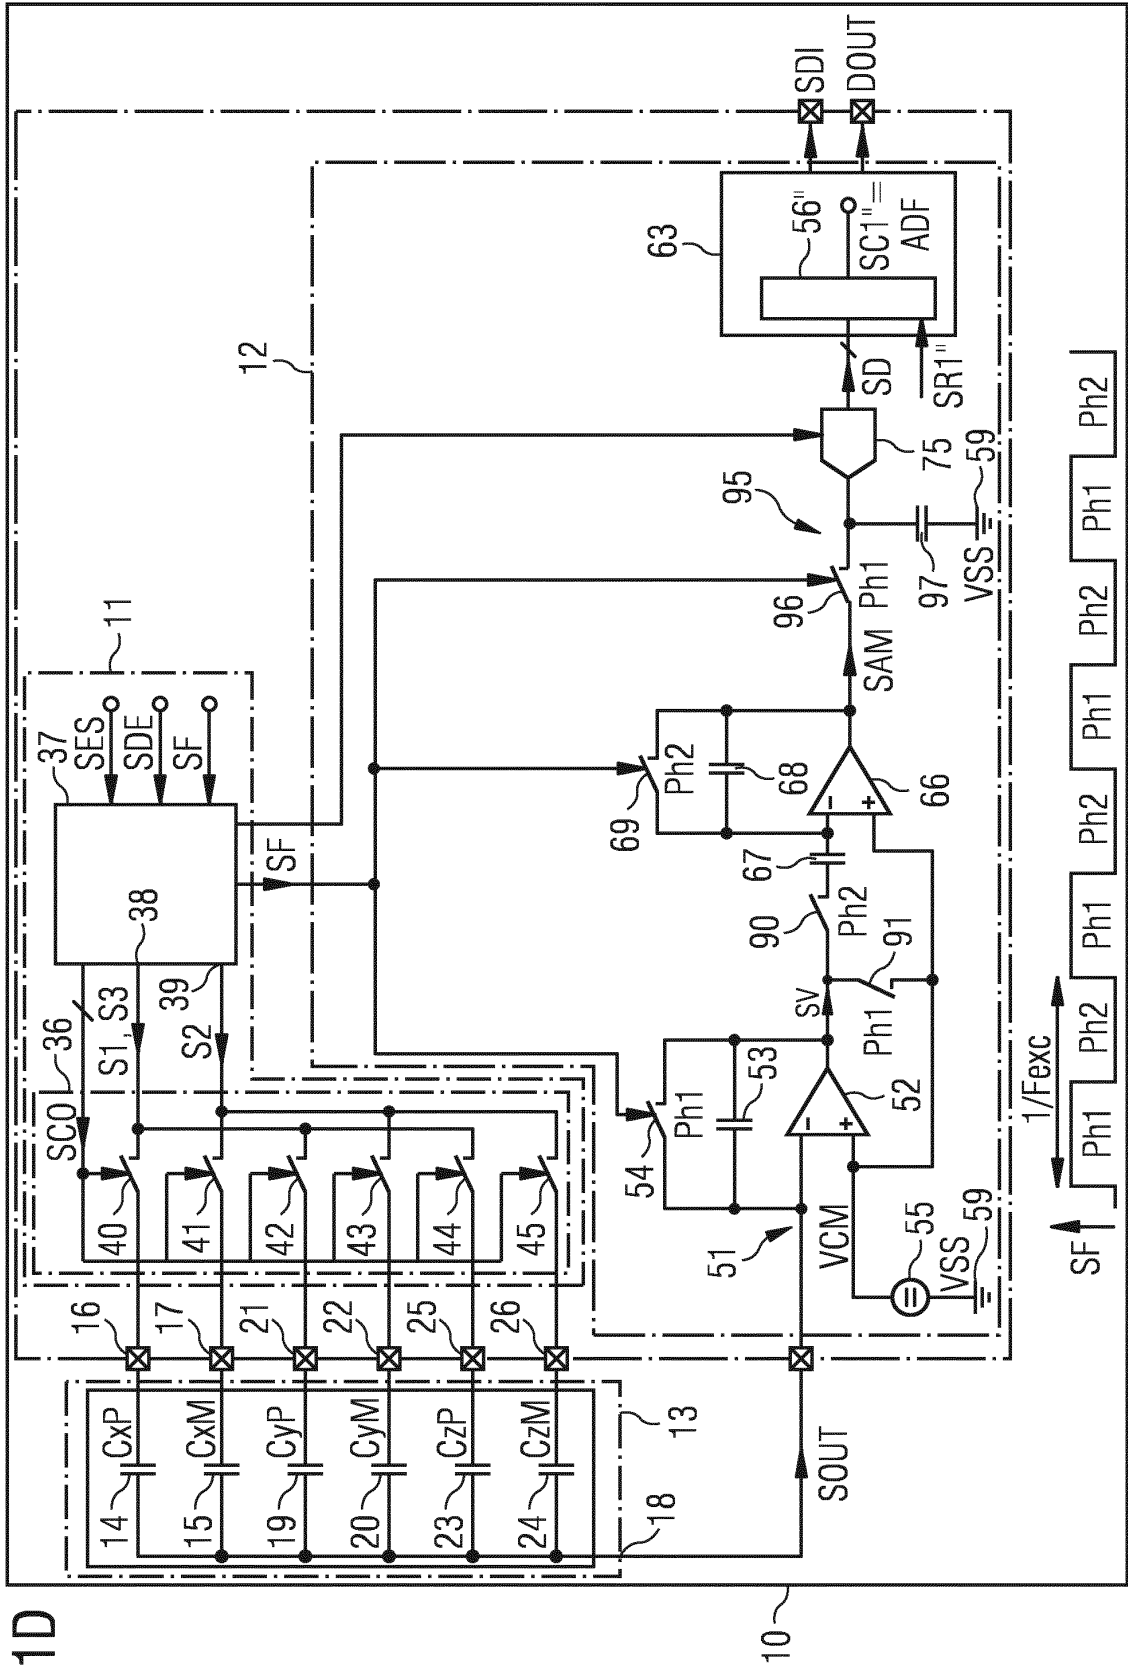 1D
10
13
18
14
CxP
15
CxM
19
CyP
20
CyM
23
CzP
24
CzM
16
17
21
22
25
26
SOUT
11
36
SCO
40
41
42
43
44
45
37
38
39
S1, S3
S2
SES
SDE
SF
SF
12
51
VCM
55
VSS
59
54
Ph1
53
52
SV
91
Ph1
90
Ph2
67
69
Ph2
68
66
SAM
96
Ph1
95
97
VSS
59
75
SD
SR1"
63
56"
SC1"=
ADF
SDI
DOUT
SF
1/Fexc
Ph1
Ph2
Ph1
Ph2
Ph1
Ph2
Ph1
Ph2